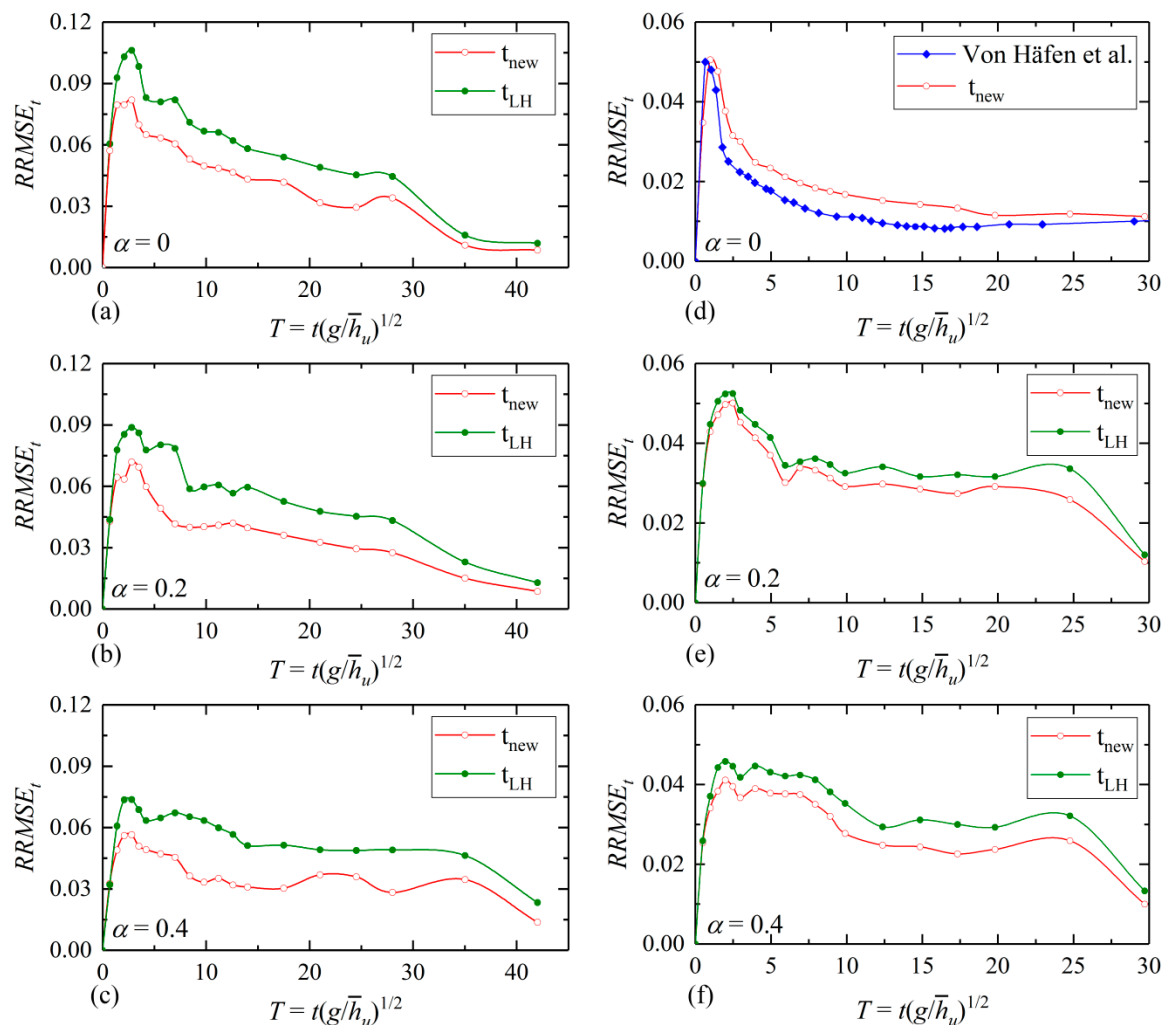 0.12
0.09
0.06
0.03
0.00
RRMSE_t
t_new
t_LH
α = 0
0 10 20 30 40
(a)
T = t(g/h̅_u)^1/2
0.06
0.04
0.02
0.00
RRMSE_t
Von Häfen et al.
t_new
α = 0
0 5 10 15 20 25 30
(d)
T = t(g/h̅_u)^1/2
0.12
0.09
0.06
0.03
0.00
RRMSE_t
t_new
t_LH
α = 0.2
0 10 20 30 40
(b)
T = t(g/h̅_u)^1/2
0.06
0.04
0.02
0.00
RRMSE_t
t_new
t_LH
α = 0.2
0 5 10 15 20 25 30
(e)
T = t(g/h̅_u)^1/2
0.12
0.09
0.06
0.03
0.00
RRMSE_t
t_new
t_LH
α = 0.4
0 10 20 30 40
(c)
T = t(g/h̅_u)^1/2
0.06
0.04
0.02
0.00
RRMSE_t
t_new
t_LH
α = 0.4
0 5 10 15 20 25 30
(f)
T = t(g/h̅_u)^1/2